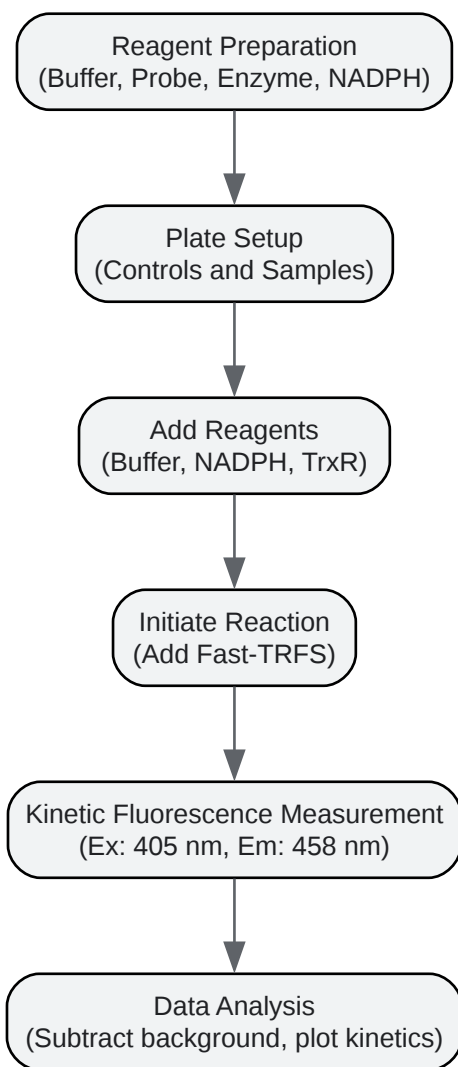 Reagent Preparation
(Buffer, Probe, Enzyme, NADPH)
Plate Setup
(Controls and Samples)
Add Reagents
(Buffer, NADPH, TrxR)
Initiate Reaction
(Add Fast-TRFS)
Kinetic Fluorescence Measurement
(Ex: 405 nm, Em: 458 nm)
Data Analysis
(Subtract background, plot kinetics)